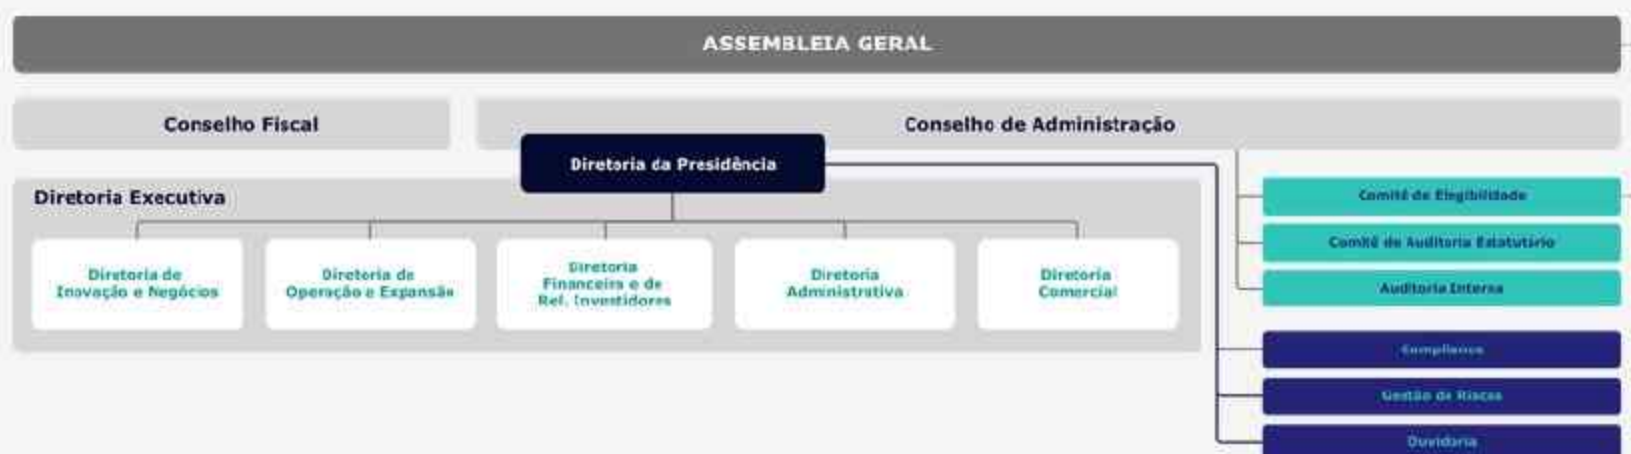 ASSEMBLEIA GERAL
Conselho Fiscal
Conselho de Administração
Diretoria da Presidência
Diretoria Executiva
Diretoria de
Inovação e Negócios
Diretoria de
Operação e Expansão
Diretoria
Financeira e de
Rel. Investidores
Diretoria
Administrativa
Diretoria
Comercial
Comitê de Elegibilidade
Comitê de Auditoria Estatutário
Auditoria Interna
Compliance
Gestão de Riscos
Ouvidoria